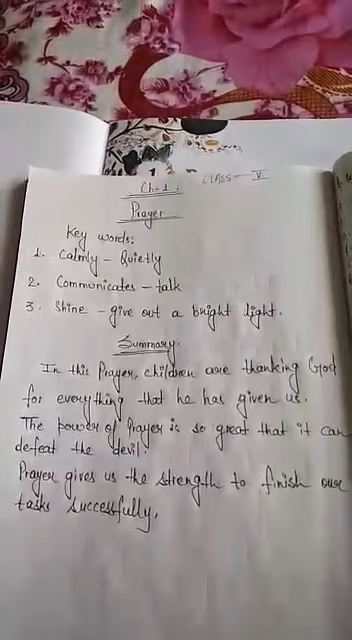 Ch-1.
CLASS - V
Prayer
Key words:
1. Calmly - Quietly
2. Communicates - talk
3. Shine - give out a bright light.
Summary
In this Prayer, children are thanking God
for everything that he has given us.
The power of Prayer is so great that it can
defeat the devil.
Prayer gives us the strength to finish our
tasks successfully.